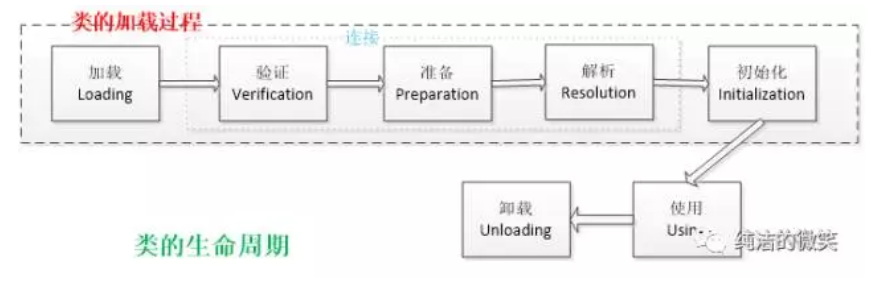 类的加载过程
连接
加载
Loading
验证
Verification
准备
Preparation
解析
Resolution
初始化
Initialization
卸载
Unloading
使用
类的生命周期
纯洁的微笑